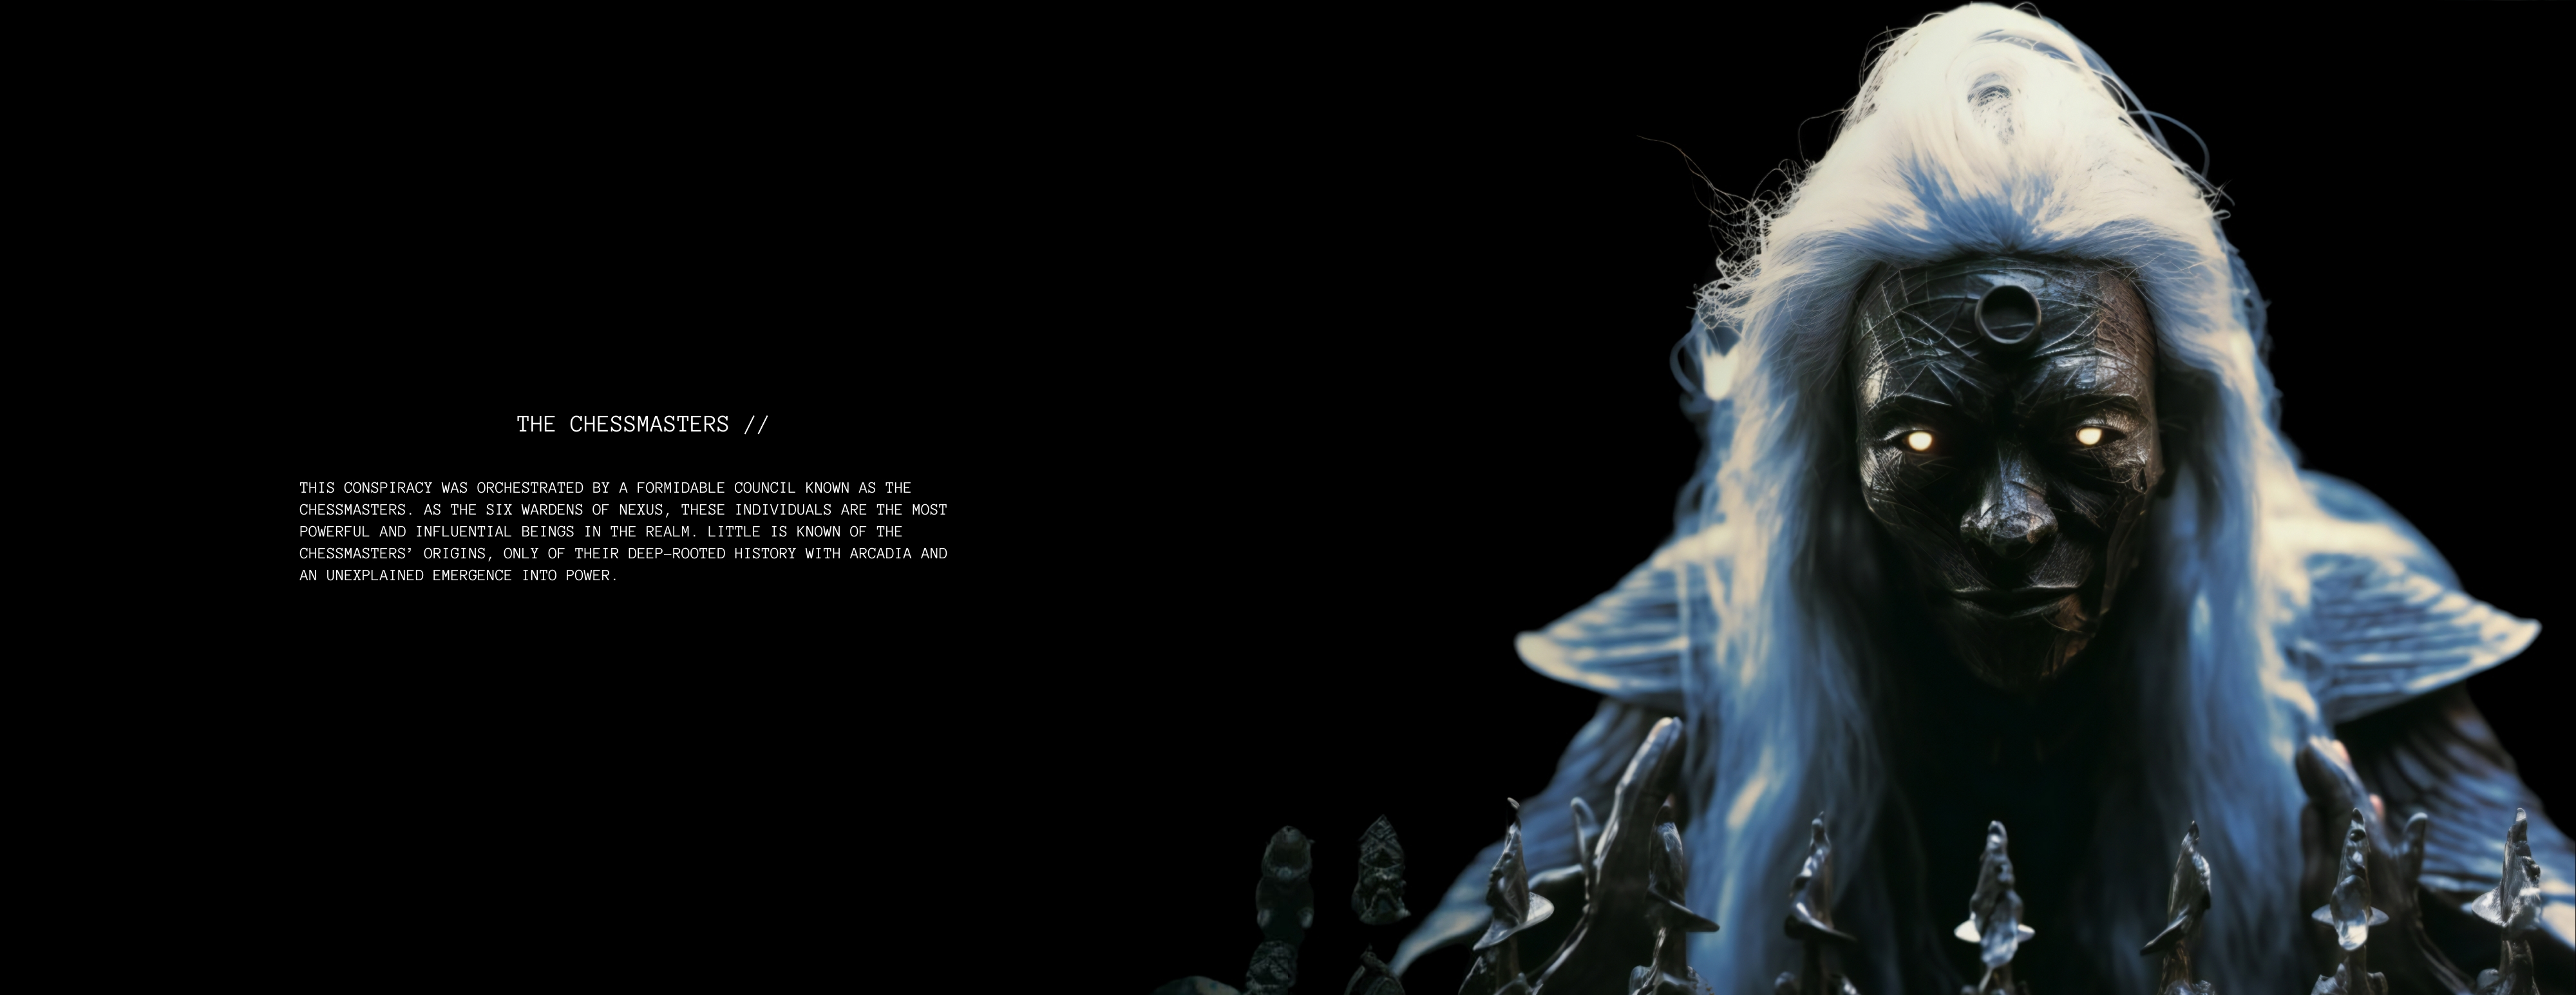 THE CHESSMASTERS //
THIS CONSPIRACY WAS ORCHESTRATED BY A FORMIDABLE COUNCIL KNOWN AS THE
CHESSMASTERS. AS THE SIX WARDENS OF NEXUS, THESE INDIVIDUALS ARE THE MOST
POWERFUL AND INFLUENTIAL BEINGS IN THE REALM. LITTLE IS KNOWN OF THE
CHESSMASTERS’ ORIGINS, ONLY OF THEIR DEEP-ROOTED HISTORY WITH ARCADIA AND
AN UNEXPLAINED EMERGENCE INTO POWER.